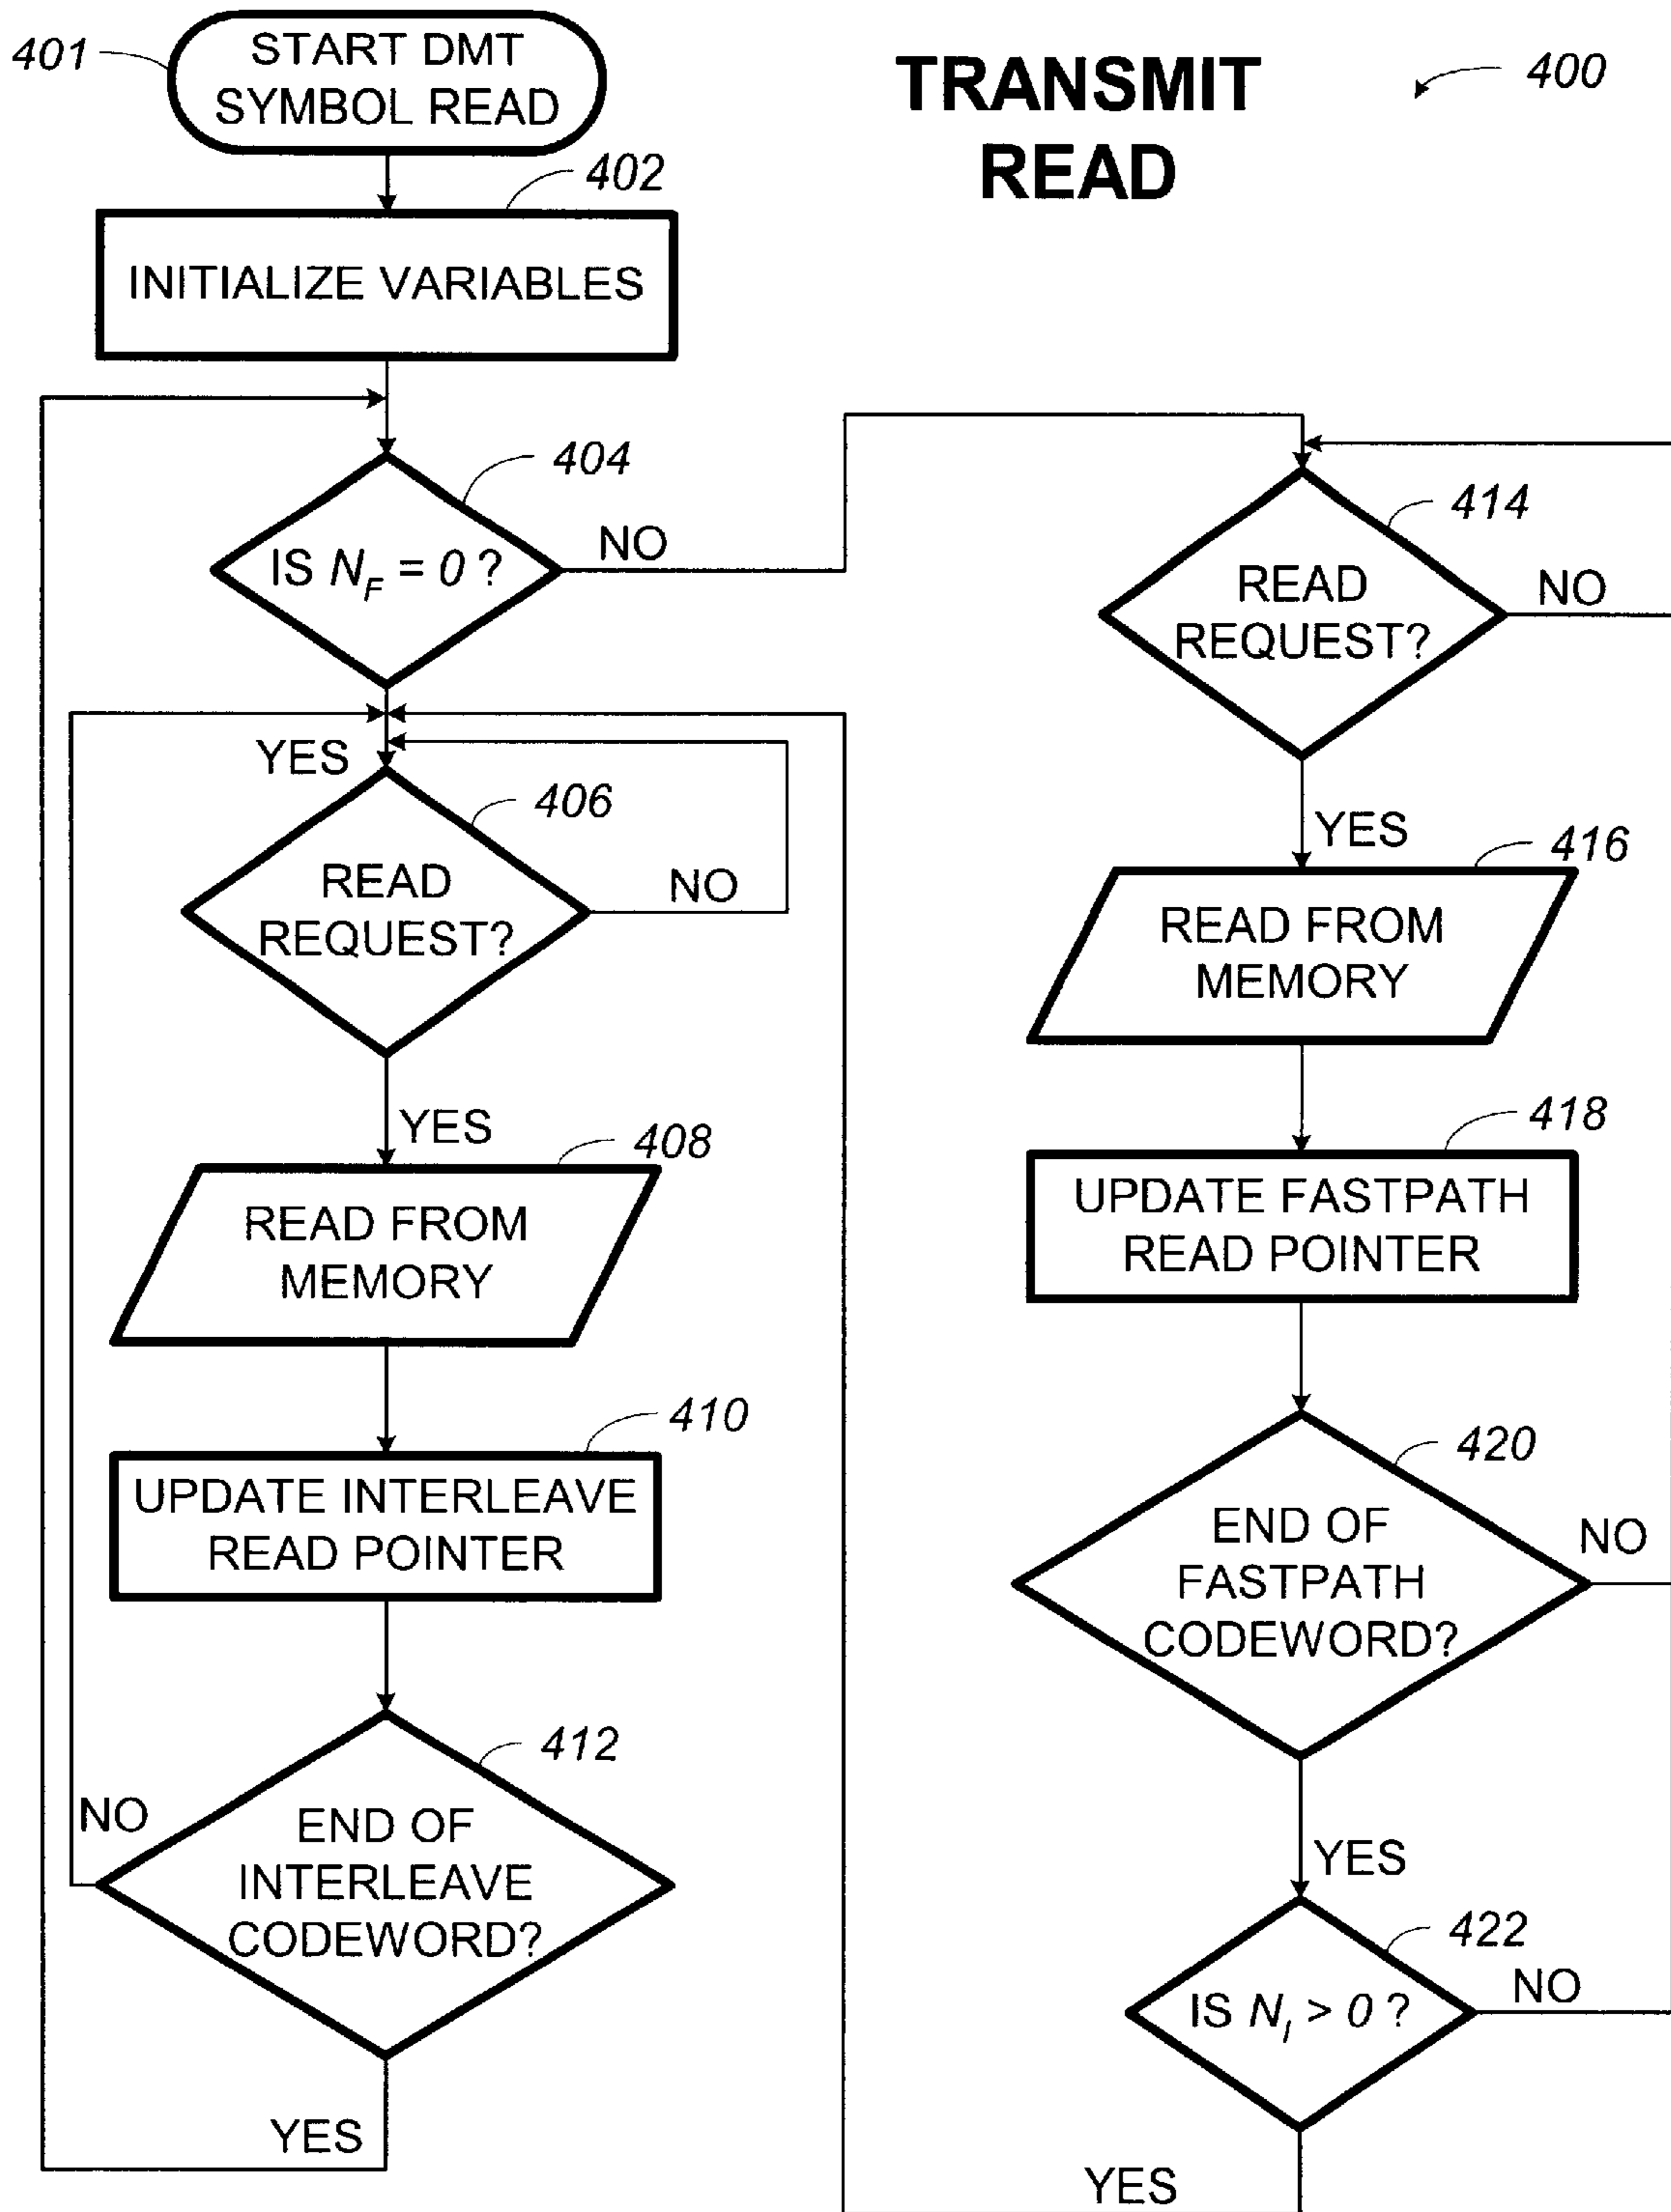 401
START DMT
SYMBOL READ
TRANSMIT
READ
400
402
INITIALIZE VARIABLES
404
IS N_F = 0 ?
NO
YES
406
READ
REQUEST?
NO
YES
408
READ FROM
MEMORY
410
UPDATE INTERLEAVE
READ POINTER
412
NO
END OF
INTERLEAVE
CODEWORD?
YES
414
READ
REQUEST?
NO
YES
416
READ FROM
MEMORY
418
UPDATE FASTPATH
READ POINTER
420
END OF
FASTPATH
CODEWORD?
NO
YES
422
IS N_I > 0 ?
NO
YES